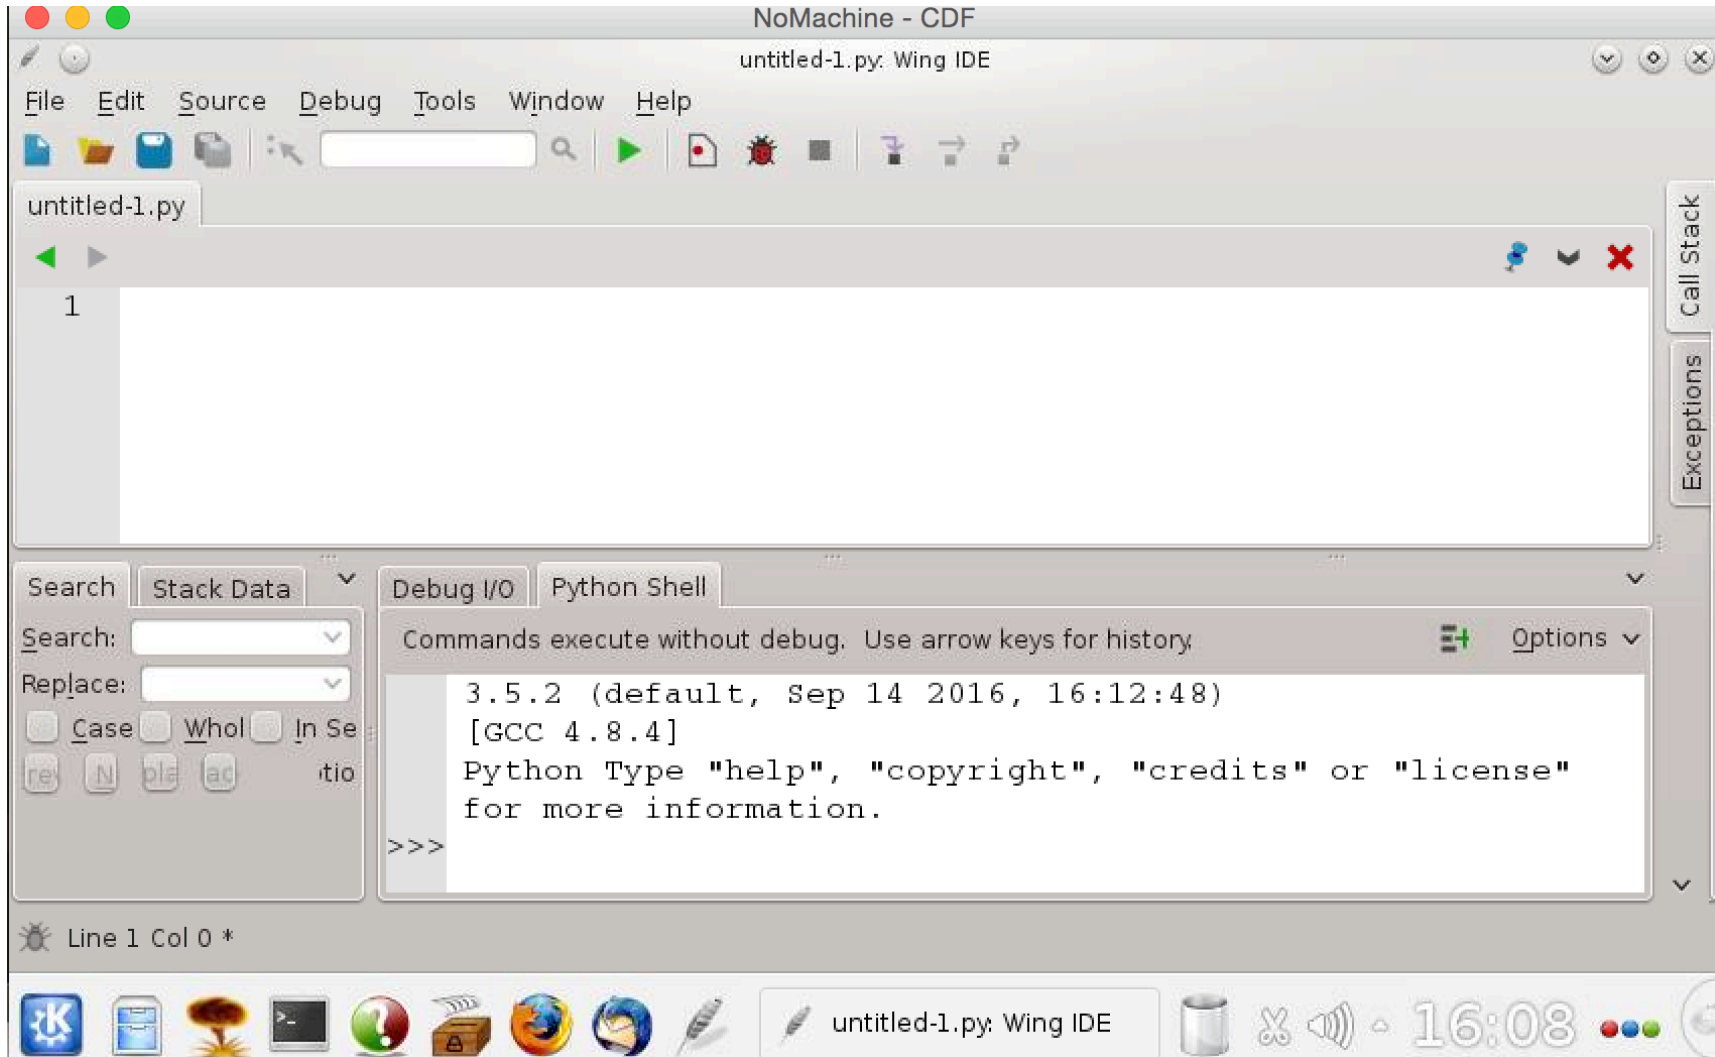 NoMachine - CDF
untitled-1.py: Wing IDE
File Edit Source Debug Tools Window Help
untitled-1.py
1
Call Stack
Exceptions
Search Stack Data
Debug I/O Python Shell
Search:
Replace:
Case Whol In Se
N pla
tio
Commands execute without debug. Use arrow keys for history.
Options
3.5.2 (default, Sep 14 2016, 16:12:48)
[GCC 4.8.4]
Python Type "help", "copyright", "credits" or "license"
for more information.
>>>
Line 1 Col 0 *
untitled-1.py: Wing IDE
16:08